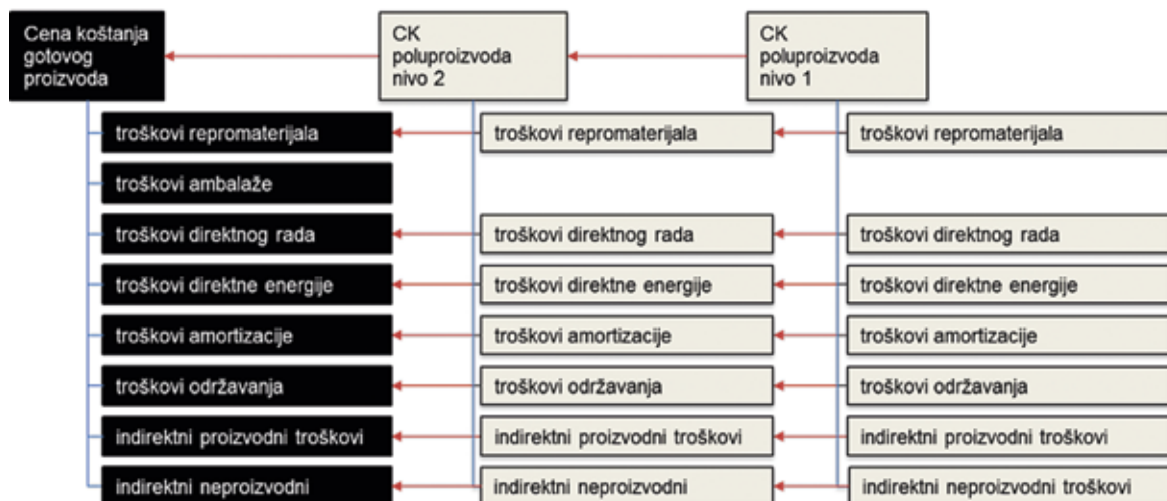 Cena koštanja
gotovog
proizvoda
CK
poluproizvoda
nivo 2
CK
poluproizvoda
nivo 1
troškovi repromaterijala
troškovi repromaterijala
troškovi repromaterijala
troškovi ambalaže
troškovi direktnog rada
troškovi direktnog rada
troškovi direktnog rada
troškovi direktne energije
troškovi direktne energije
troškovi direktne energije
troškovi amortizacije
troškovi amortizacije
troškovi amortizacije
troškovi održavanja
troškovi održavanja
troškovi održavanja
indirektni proizvodni troškovi
indirektni proizvodni troškovi
indirektni proizvodni troškovi
indirektni neproizvodni
indirektni neproizvodni
indirektni neproizvodni troškovi